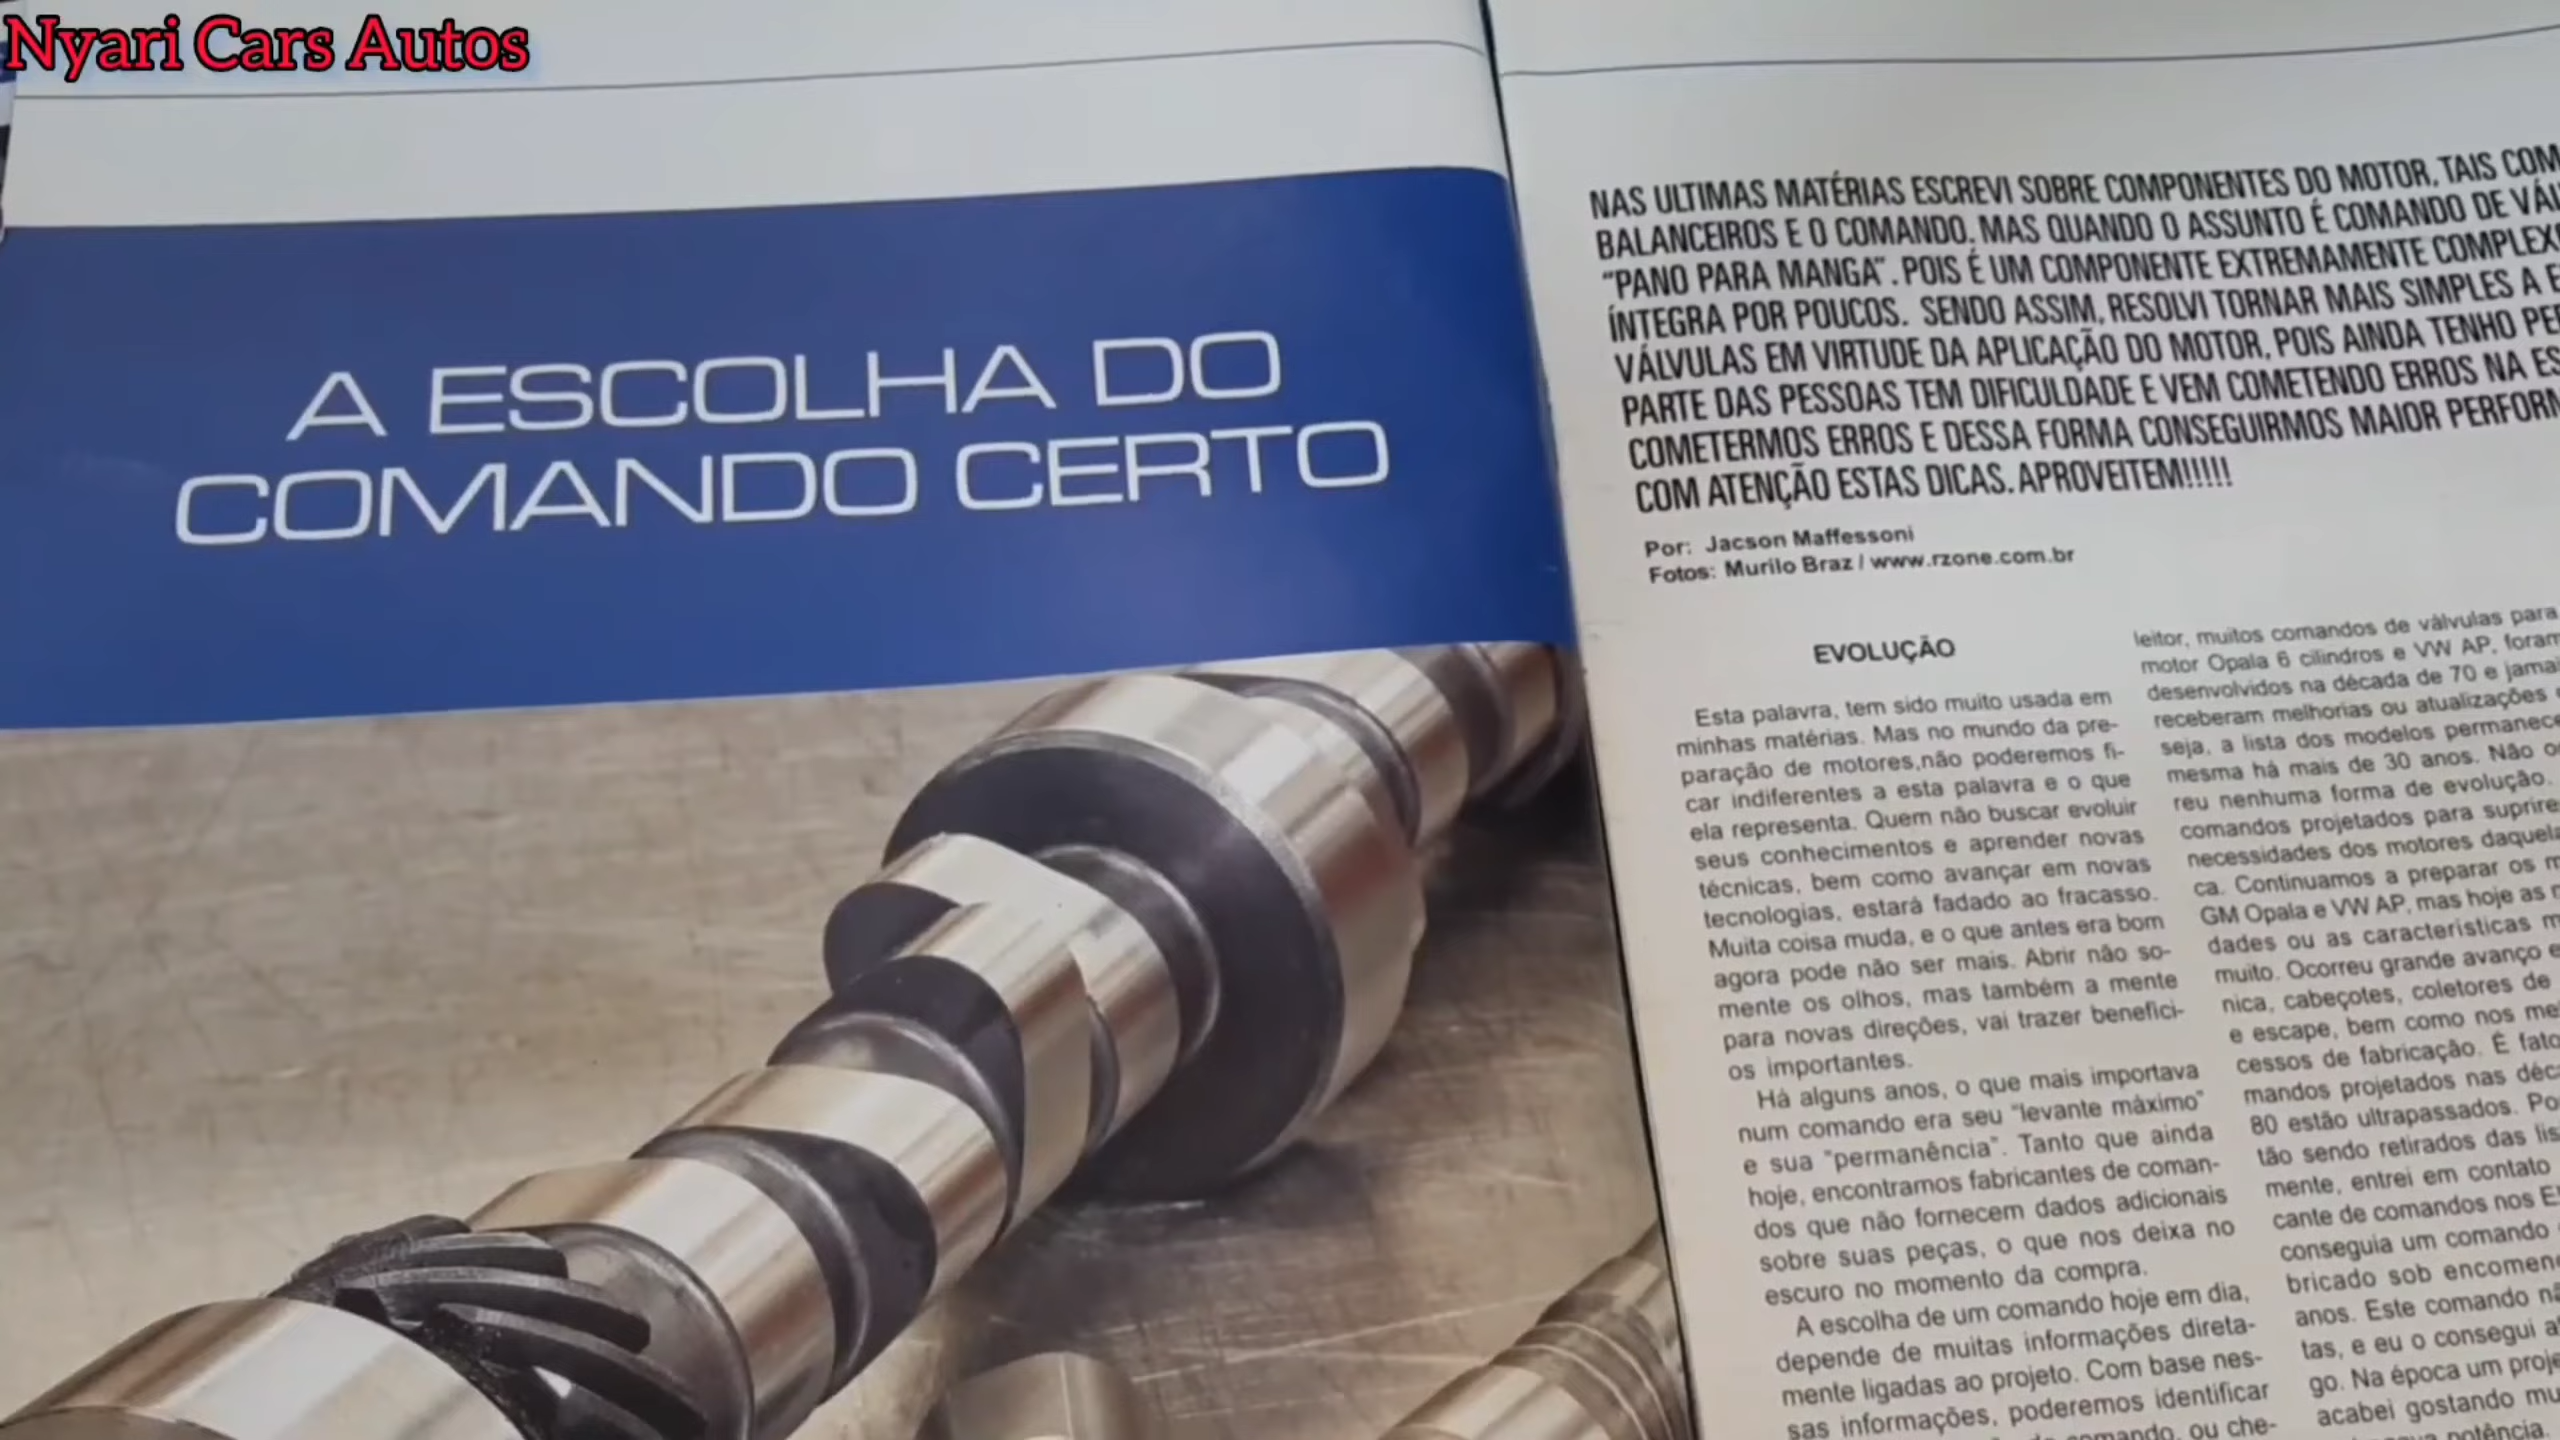 Nyari Cars Autos
A ESCOLHA DO
COMANDO CERTO
NAS ULTIMAS MATÉRIAS ESCREVI SOBRE COMPONENTES DO MOTOR, TAIS COM
BALANCEIROS E O COMANDO. MAS QUANDO O ASSUNTO É COMANDO DE
"PANO PARA MANGA". POIS É UM COMPONENTE EXTREMAMENTE
ÍNTEGRA POR POUCOS. SENDO ASSIM, RESOLVI TORNAR MAIS SIMPLES A
VÁLVULAS EM VIRTUDE DA APLICAÇÃO DO MOTOR, POIS AINDA TENHO
PARTE DAS PESSOAS TEM DIFICULDADE E VEM COMETENDO ERROS NA
COMETERMOS ERROS E DESSA FORMA CONSEGUIRMOS MAIOR
COM ATENÇÃO ESTAS DICAS. APROVEITEM!!!!!
Por: Jacson Maffessoni
Fotos: Murilo Braz / www.rzone.com.br
EVOLUÇÃO
Esta palavra, tem sido muito usada em
minhas matérias. Mas no mundo da pre-
paração de motores,não poderemos fi-
car indiferentes a esta palavra e o que
ela representa. Quem não buscar evoluir
seus conhecimentos e aprender novas
técnicas, bem como avançar em novas
tecnologias, estará fadado ao fracasso.
Muita coisa muda, e o que antes era bom
agora pode não ser mais. Abrir não so-
mente os olhos, mas também a mente
para novas direções, vai trazer benefíci-
os importantes.
Há alguns anos, o que mais importava
num comando era seu "levante máximo"
e sua "permanência". Tanto que ainda
hoje, encontramos fabricantes de coman-
dos que não fornecem dados adicionais
sobre suas peças, o que nos deixa no
escuro no momento da compra.
A escolha de um comando hoje em dia,
depende de muitas informações direta-
mente ligadas ao projeto. Com base nes-
sas informações, poderemos identificar
comando, ou che-
leitor, muitos comandos de válvulas para
motor Opala 6 cilindros e VW AP, foram
desenvolvidos na década de 70 e jamai
receberam melhorias ou atualizações
seja, a lista dos modelos permanece
mesma há mais de 30 anos. Não
reu nenhuma forma de evolução.
comandos projetados para suprire
necessidades dos motores daquela
ca. Continuamos a preparar os
GM Opala e VW AP, mas hoje as
dades ou as características
muito. Ocorreu grande avanço
nica, cabeçotes, coletores de
e escape, bem como nos
cessos de fabricação. É fato
mandos projetados nas
80 estão ultrapassados.
tão sendo retirados das
mente, entrei em contato
cante de comandos nos
conseguia um comando
bricado sob
anos. Este comando
tas, e eu o consegui
go. Na época um
acabei gostando
potência.